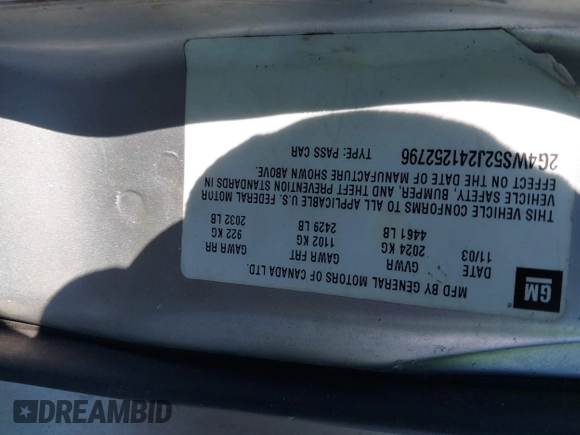 GM
MFD BY GENERAL MOTORS OF CANADA LTD.
DATE GVWR GAWR FRT GAWR RR
11/03 2024 KG 1102 KG 922 KG
4461 LB 2429 LB 2032 LB
THIS VEHICLE CONFORMS TO ALL APPLICABLE U.S. FEDERAL MOTOR
VEHICLE SAFETY, BUMPER, AND THEFT PREVENTION STANDARDS IN
EFFECT ON THE DATE OF MANUFACTURE SHOWN ABOVE.
2G4WS52J241252796 TYPE: PASS CAR
DREAMBID